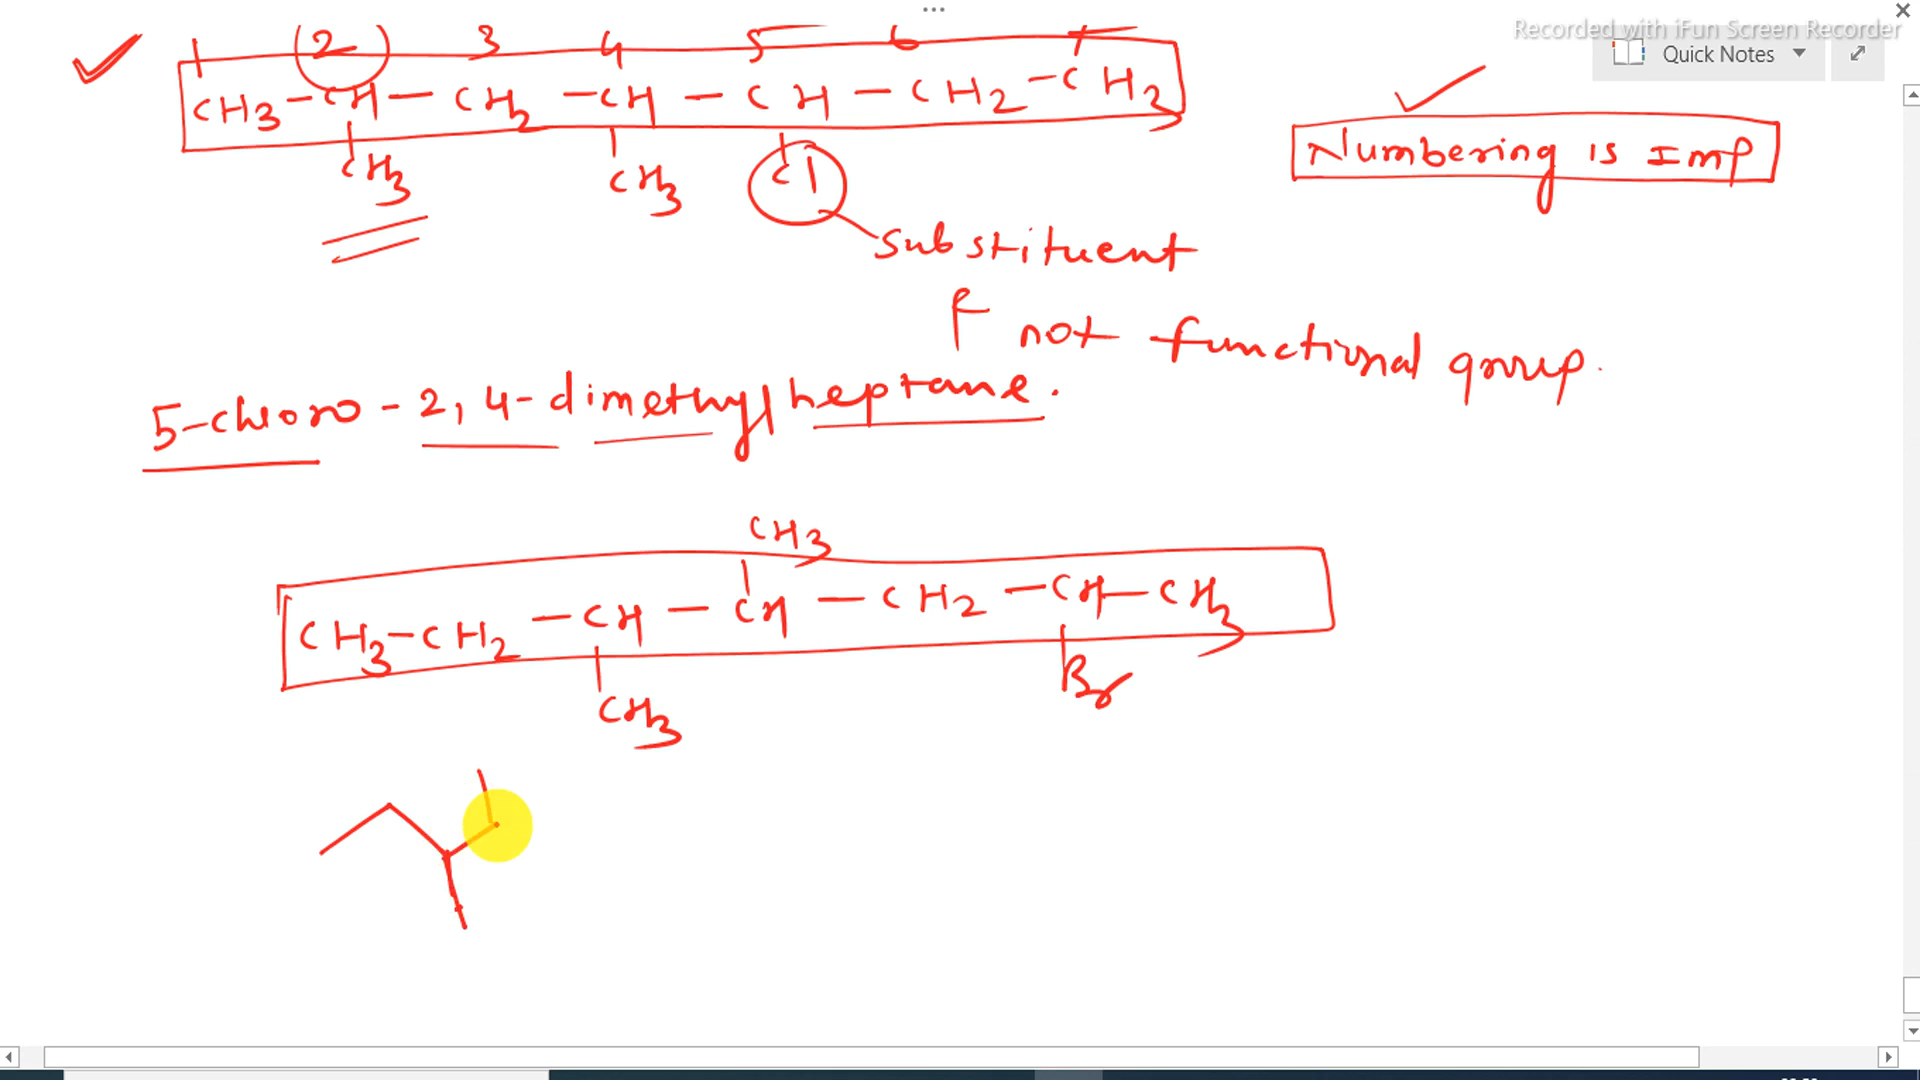 Recorded with iFun Screen Recorder
Quick Notes
1 2 3 4 5 6 7
CH3-CH-CH2-CH-CH-CH2-CH3
CH3 CH3 Cl
Numbering is Imp
Substituent
not functional group.
5-chloro-2,4-dimethylheptane.
CH3
CH3-CH2-CH-CH-CH2-CH-CH3
CH3 Br